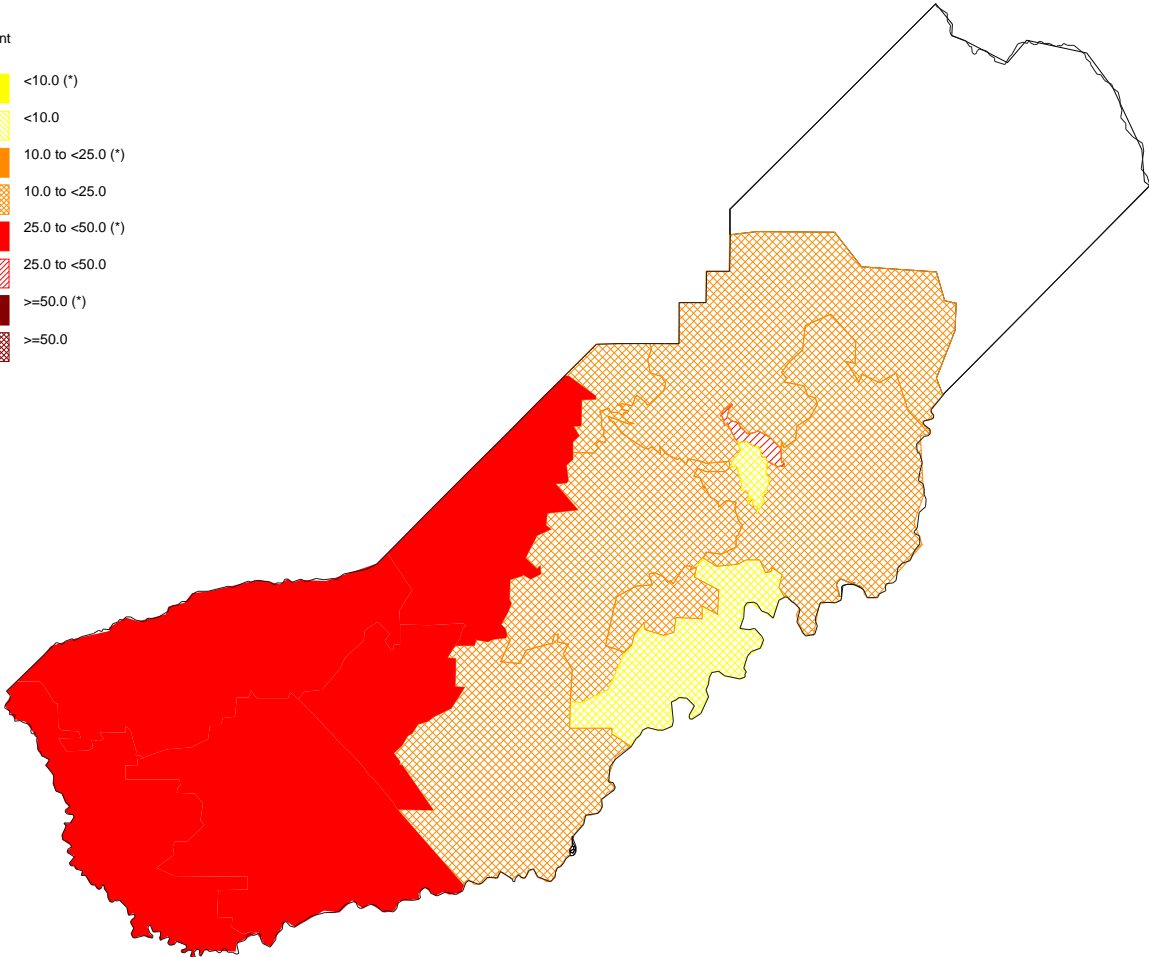 nt
<10.0 (*)
<10.0
10.0 to <25.0 (*)
10.0 to <25.0
25.0 to <50.0 (*)
25.0 to <50.0
>=50.0 (*)
>=50.0